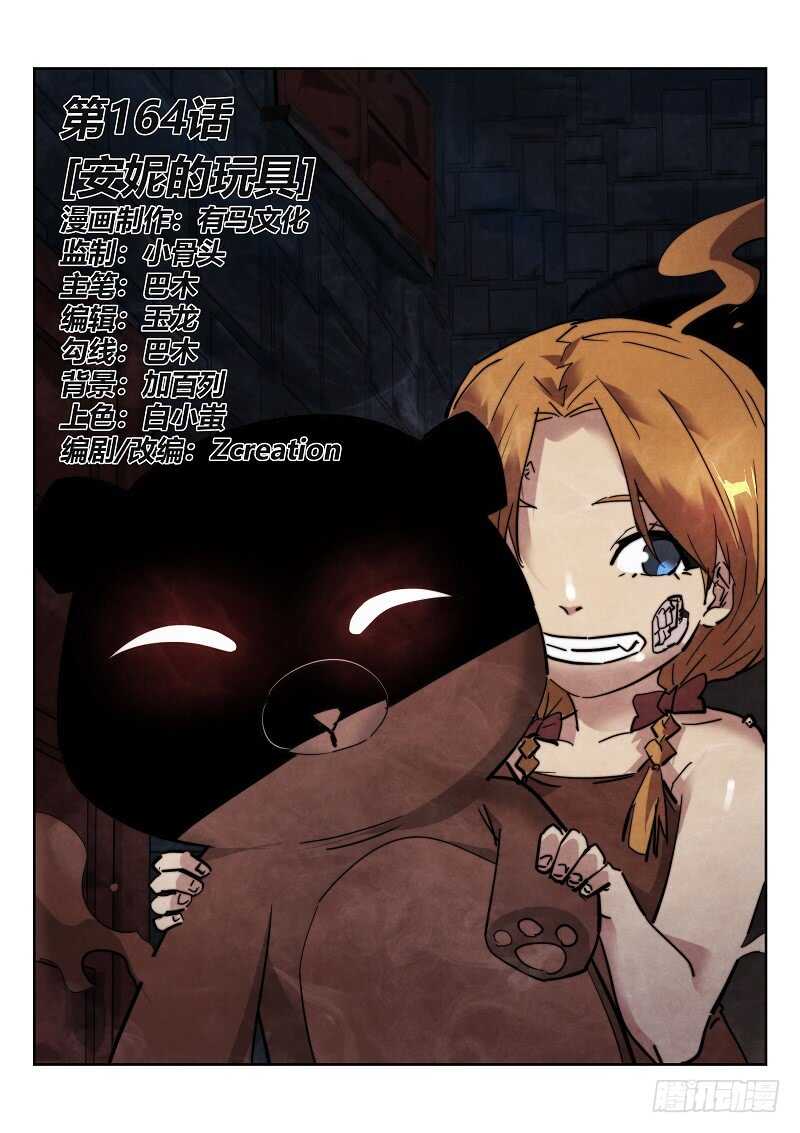 第164话
[安妮的玩具]
漫画制作：有马文化
监制：小骨头
主笔：巴木
编辑：玉龙
勾线：巴木
背景：加百列
上色：白小蚩
编剧/改编：Zcreation
腾讯动漫